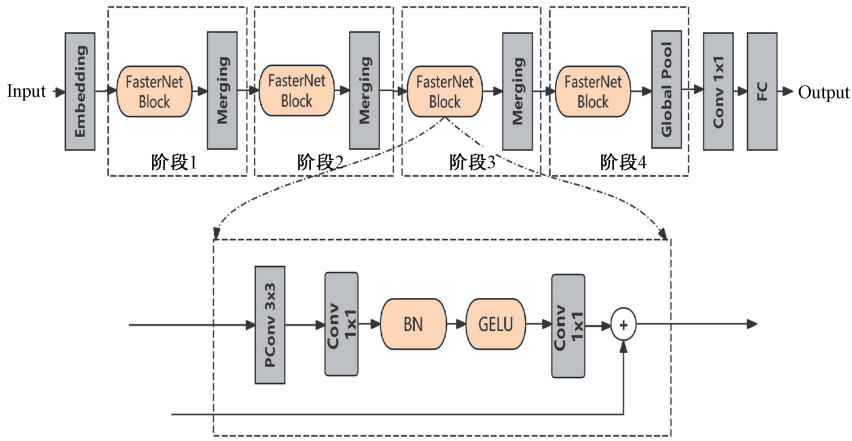 Input
Embedding
FasterNet
Block
Merging
FasterNet
Block
Merging
FasterNet
Block
Merging
FasterNet
Block
Global Pool
Conv 1x1
FC
Output
阶段1
阶段2
阶段3
阶段4
PConv 3x3
Conv
1x1
BN
GELU
Conv
1x1
+